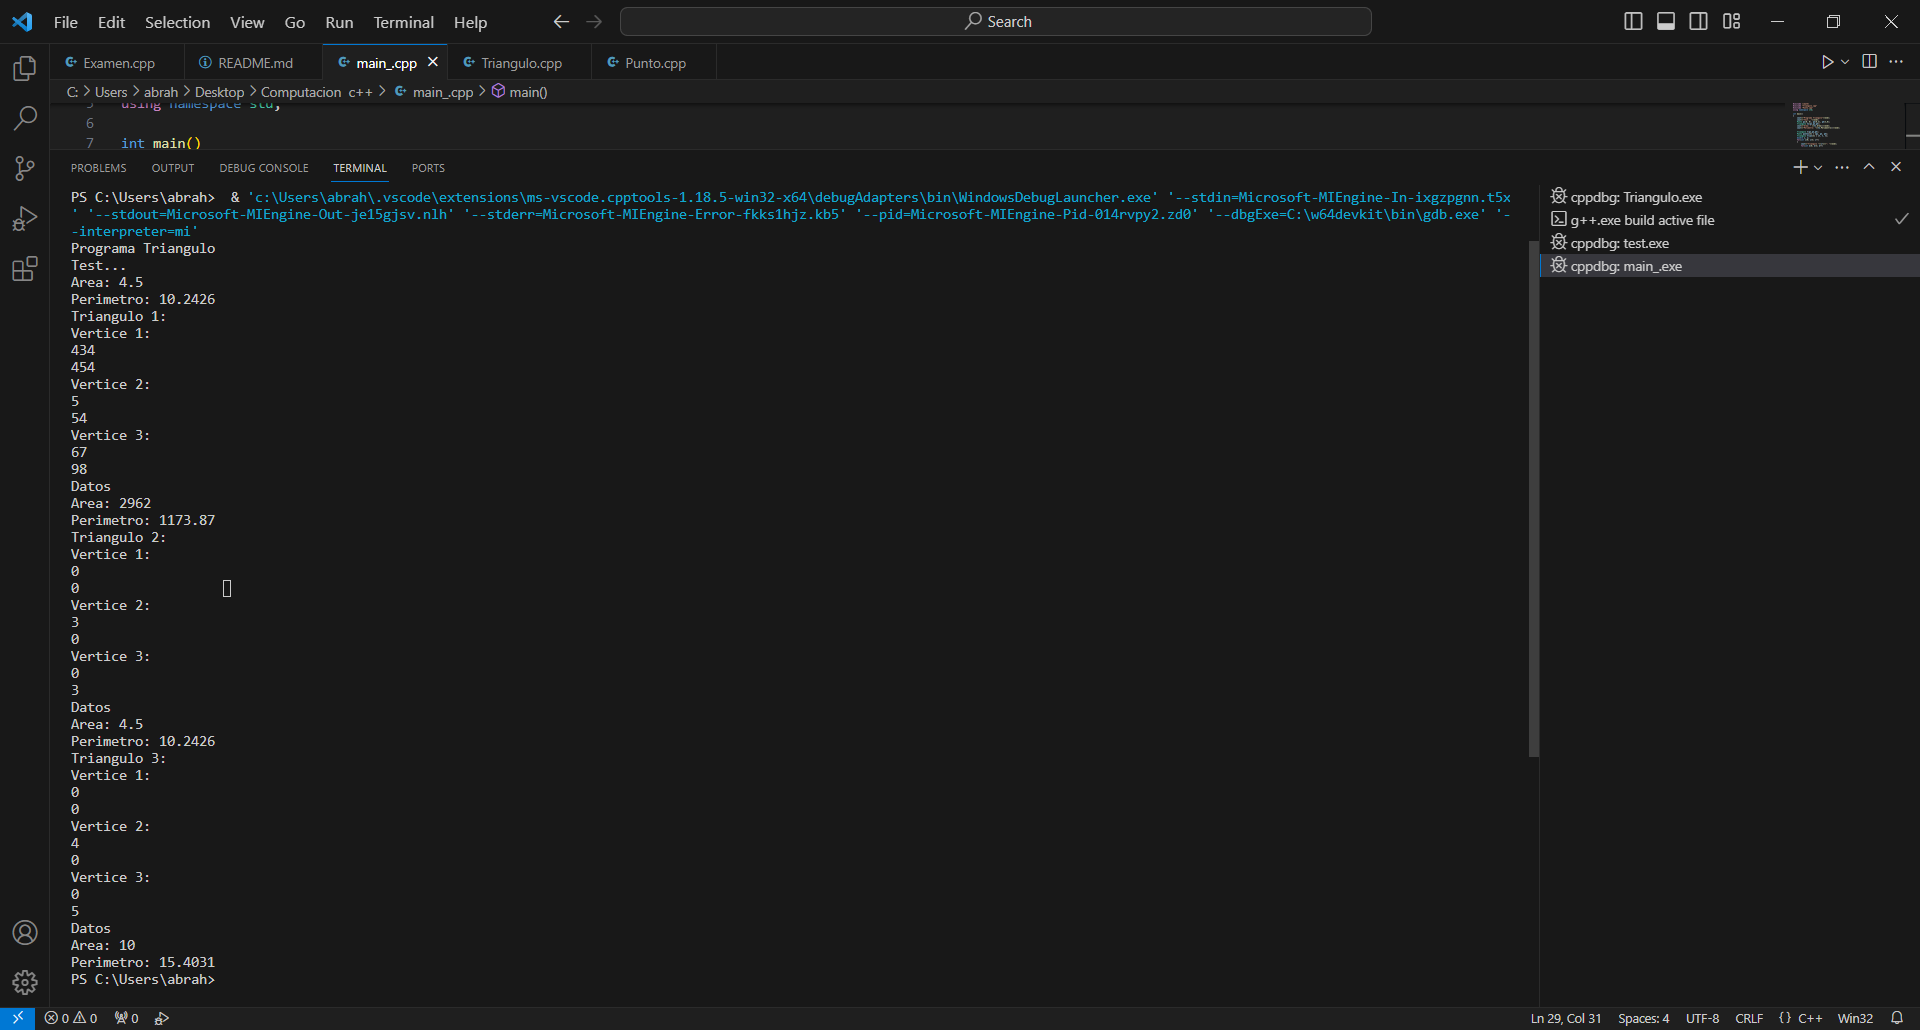 File Edit Selection View Go Run Terminal Help
Search
Examen.cpp README.md main_.cpp Triangulo.cpp Punto.cpp
C: > Users > abrah > Desktop > Computacion c++ > main_.cpp > main()
5 using namespace std;
6
7 int main()
PROBLEMS OUTPUT DEBUG CONSOLE TERMINAL PORTS
PS C:\Users\abrah>  & 'c:\Users\abrah\.vscode\extensions\ms-vscode.cpptools-1.18.5-win32-x64\debugAdapters\bin\WindowsDebugLauncher.exe' '--stdin=Microsoft-MIEngine-In-ixgzpgnn.t5x
' '--stdout=Microsoft-MIEngine-Out-je15gjsv.nlh' '--stderr=Microsoft-MIEngine-Error-fkks1hjz.kb5' '--pid=Microsoft-MIEngine-Pid-014rvpy2.zd0' '--dbgExe=C:\w64devkit\bin\gdb.exe' '-
-interpreter=mi'
Programa Triangulo
Test...
Area: 4.5
Perimetro: 10.2426
Triangulo 1:
Vertice 1:
434
454
Vertice 2:
5
54
Vertice 3:
67
98
Datos
Area: 2962
Perimetro: 1173.87
Triangulo 2:
Vertice 1:
0
0
Vertice 2:
3
0
Vertice 3:
0
3
Datos
Area: 4.5
Perimetro: 10.2426
Triangulo 3:
Vertice 1:
0
0
Vertice 2:
4
0
Vertice 3:
0
5
Datos
Area: 10
Perimetro: 15.4031
PS C:\Users\abrah>
cppdbg: Triangulo.exe
g++.exe build active file
cppdbg: test.exe
cppdbg: main_.exe
0 0 0
Ln 29, Col 31 Spaces: 4 UTF-8 CRLF {} C++ Win32